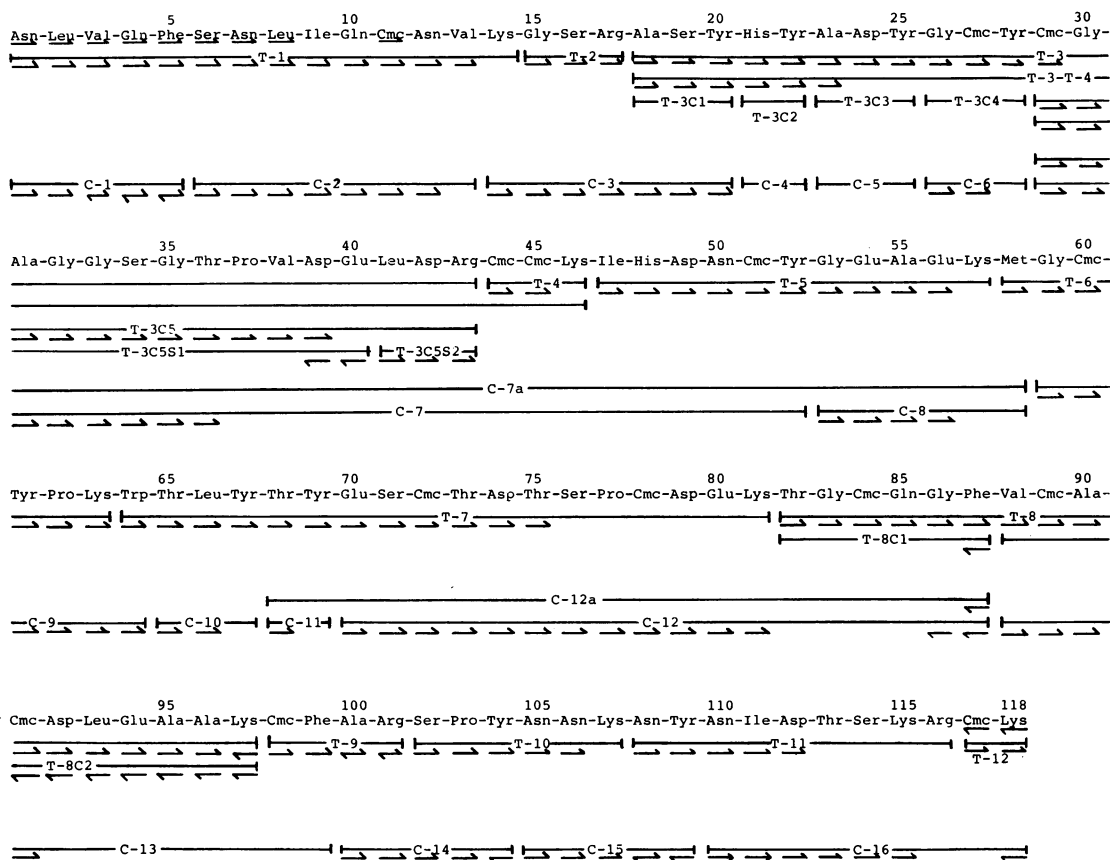 5 10 15 20 25 30
Asn-Leu-Val-Gln-Phe-Ser-Asn-Leu-Ile-Gln-Cmc-Asn-Val-Lys-Gly-Ser-Arg-Ala-Ser-Tyr-His-Tyr-Ala-Asp-Tyr-Gly-Cmc-Tyr-Cmc-Gly-
T-1 T-2 T-3
T-3-T-4
T-3C1 T-3C3 T-3C4
T-3C2
C-1 C-2 C-3 C-4 C-5 C-6
35 40 45 50 55 60
Ala-Gly-Gly-Ser-Gly-Thr-Pro-Val-Asp-Glu-Leu-Asp-Arg-Cmc-Cmc-Lys-Ile-His-Asp-Asn-Cmc-Tyr-Gly-Glu-Ala-Glu-Lys-Met-Gly-Cmc-
T-4 T-5 T-6
T-3C5
T-3C5S1 T-3C5S2
C-7a
C-7 C-8
65 70 75 80 85 90
Tyr-Pro-Lys-Trp-Thr-Leu-Tyr-Thr-Tyr-Glu-Ser-Cmc-Thr-Asp-Thr-Ser-Pro-Cmc-Asp-Glu-Lys-Thr-Gly-Cmc-Gln-Gly-Phe-Val-Cmc-Ala-
T-7 T-8
T-8C1
C-12a
C-9 C-10 C-11 C-12
95 100 105 110 115 118
Cmc-Asp-Leu-Glu-Ala-Ala-Lys-Cmc-Phe-Ala-Arg-Ser-Pro-Tyr-Asn-Asn-Lys-Asn-Tyr-Asn-Ile-Asp-Thr-Ser-Lys-Arg-Cmc-Lys
T-9 T-10 T-11
T-8C2 T-12
C-13 C-14 C-15 C-16